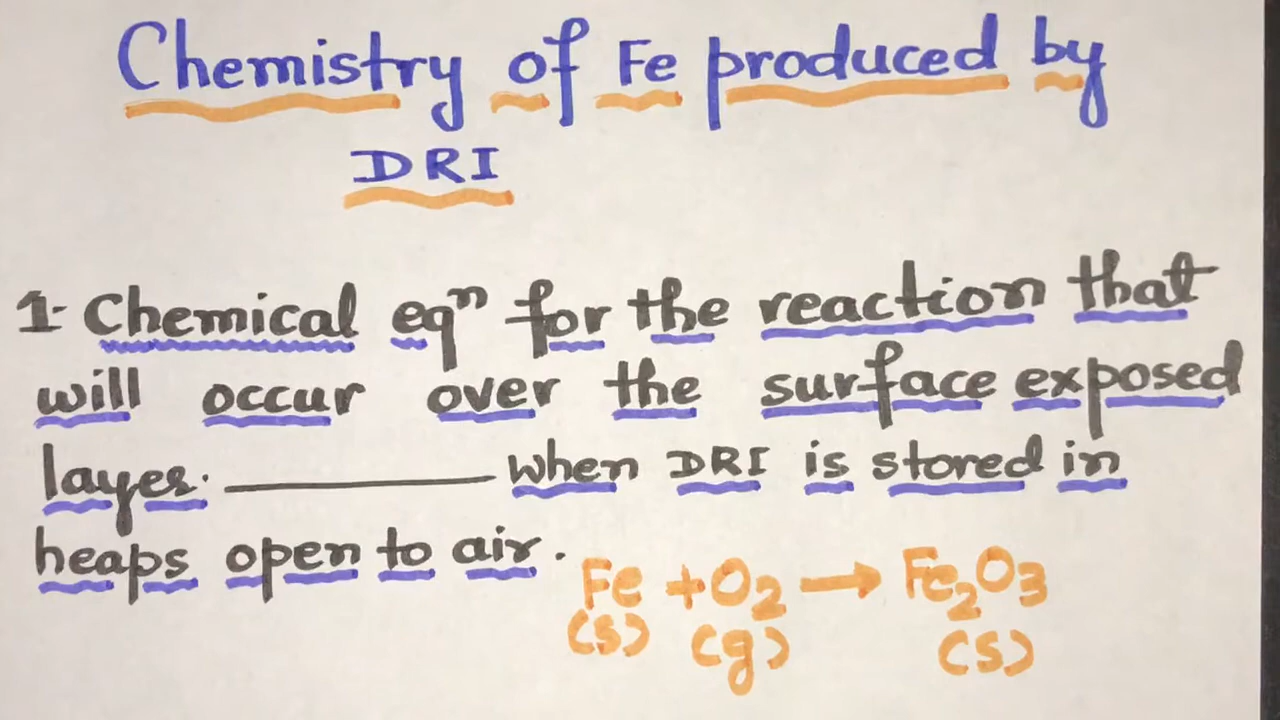 Chemistry of Fe produced by
DRI
1- Chemical eqⁿ for the reaction that
will occur over the surface exposed
layer. ________ when DRI is stored in
heaps open to air.
Fe + O₂ → Fe₂O₃
(s) (g) (s)